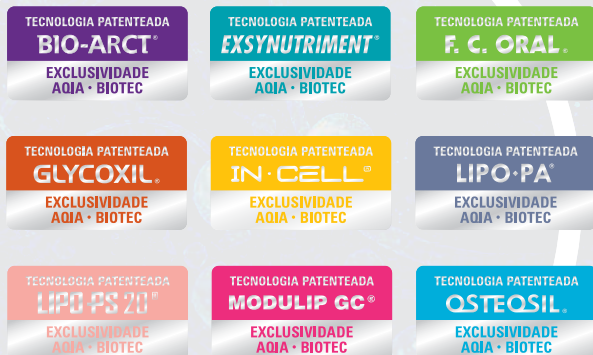 TECNOLOGIA PATENTEADA
BIO-ARCT®
EXCLUSIVIDADE
AQIA • BIOTEC
TECNOLOGIA PATENTEADA
EXSYNUTRIMENT®
EXCLUSIVIDADE
AQIA • BIOTEC
TECNOLOGIA PATENTEADA
F. C. ORAL®
EXCLUSIVIDADE
AQIA • BIOTEC
TECNOLOGIA PATENTEADA
GLYCOXIL®
EXCLUSIVIDADE
AQIA • BIOTEC
TECNOLOGIA PATENTEADA
IN•CELL®
EXCLUSIVIDADE
AQIA • BIOTEC
TECNOLOGIA PATENTEADA
LIPO•PA®
EXCLUSIVIDADE
AQIA • BIOTEC
TECNOLOGIA PATENTEADA
LIPO-PS 20®
EXCLUSIVIDADE
AQIA • BIOTEC
TECNOLOGIA PATENTEADA
MODULIP GC®
EXCLUSIVIDADE
AQIA • BIOTEC
TECNOLOGIA PATENTEADA
OSTEOSIL®
EXCLUSIVIDADE
AQIA • BIOTEC